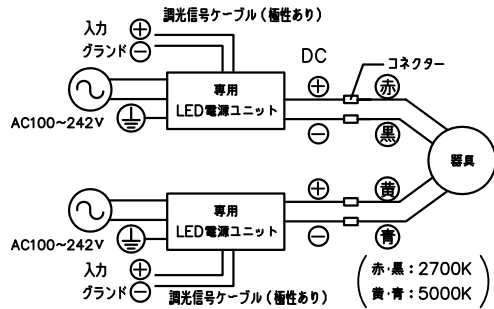 調光信号ケーブル(極性あり)
入力 ⊕
グランド ⊖
DC
コネクター
専用
LED電源ユニット
⊕
赤
AC100~242V
⊖
黒
器具
専用
LED電源ユニット
⊕
黄
AC100~242V
⊖
青
入力 ⊕
グランド ⊖
調光信号ケーブル(極性あり)
赤・黒:2700K
黄・青:5000K